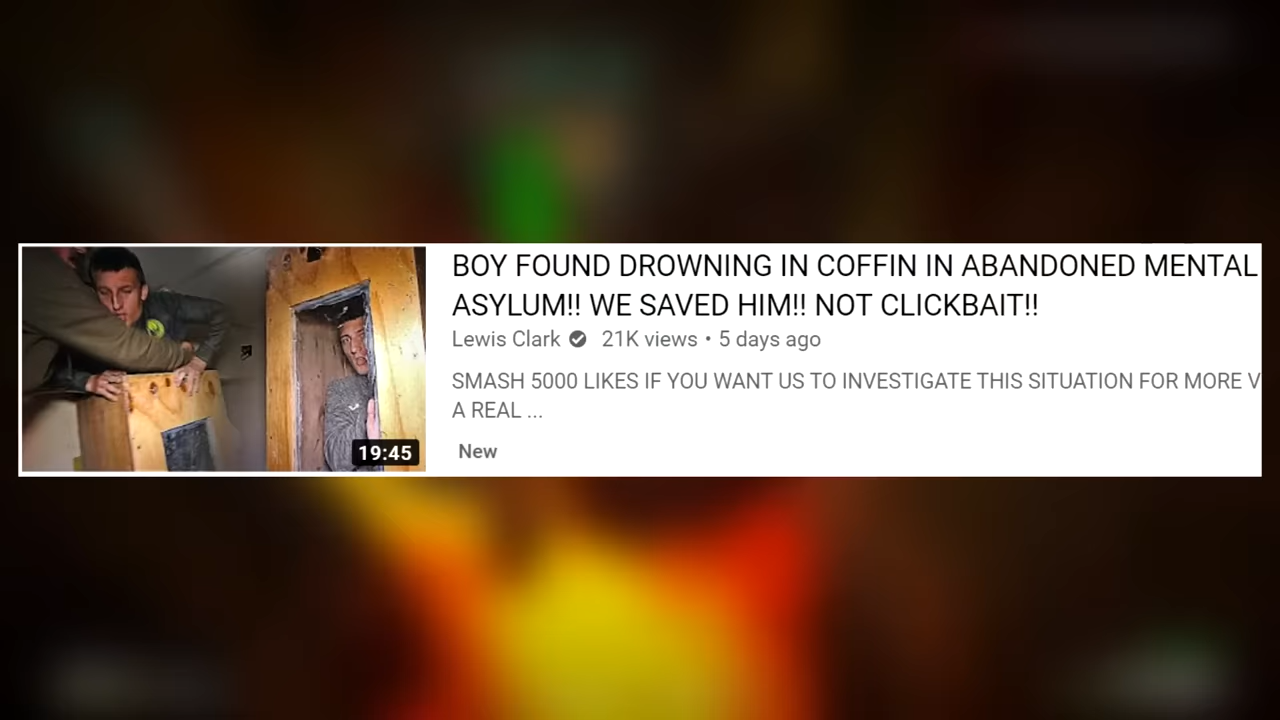 BOY FOUND DROWNING IN COFFIN IN ABANDONED MENTAL
ASYLUM!! WE SAVED HIM!! NOT CLICKBAIT!!
Lewis Clark 21K views • 5 days ago
SMASH 5000 LIKES IF YOU WANT US TO INVESTIGATE THIS SITUATION FOR MORE V
A REAL ...
19:45
New